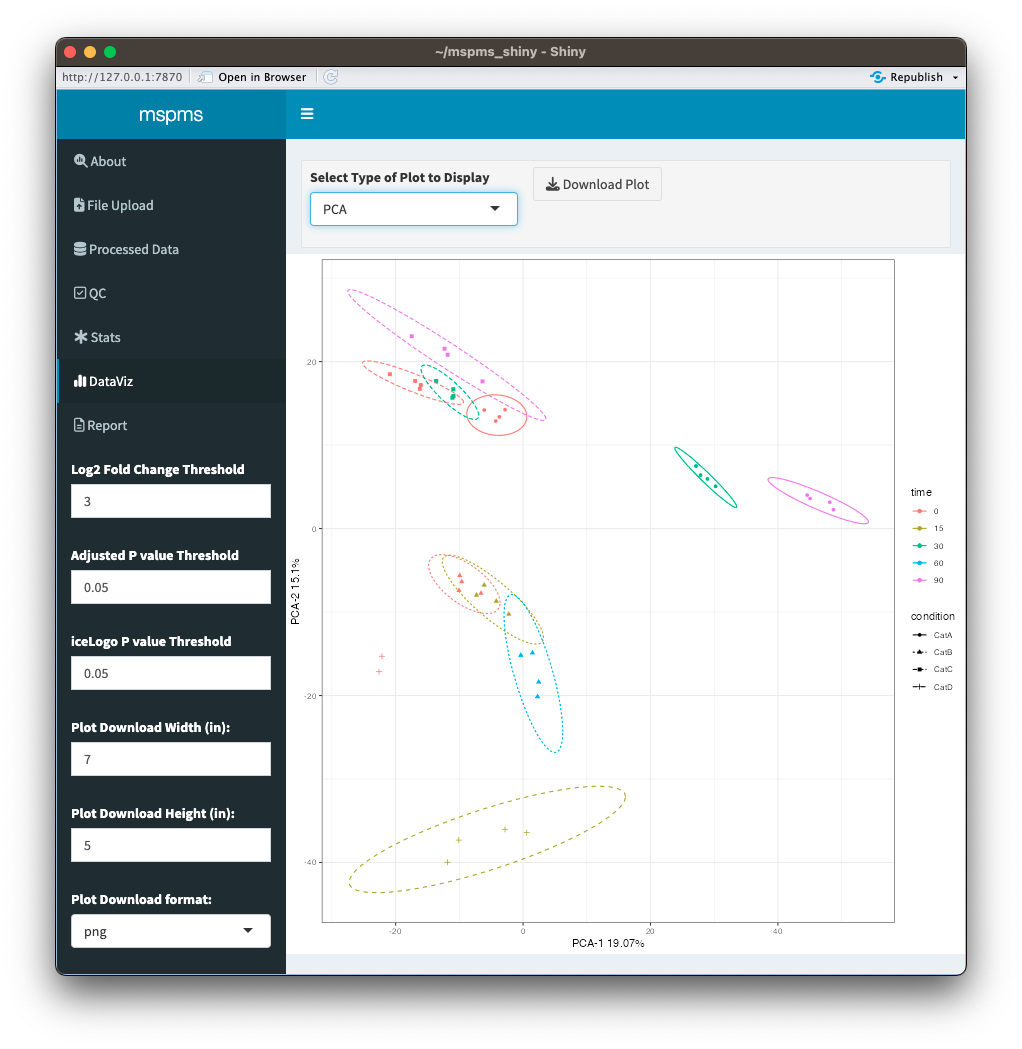 ~/mspms_shiny - Shiny
http://127.0.0.1:7870
Open in Browser
Republish
mspms
About
File Upload
Processed Data
QC
Stats
DataViz
Report
Log2 Fold Change Threshold
3
Adjusted P value Threshold
0.05
iceLogo P value Threshold
0.05
Plot Download Width (in):
7
Plot Download Height (in):
5
Plot Download format:
png
Select Type of Plot to Display
PCA
Download Plot
PCA-2 15.1%
20
0
-20
-40
-20
0
20
40
PCA-1 19.07%
time
0
15
30
60
90
condition
CatA
CatB
CatC
CatD